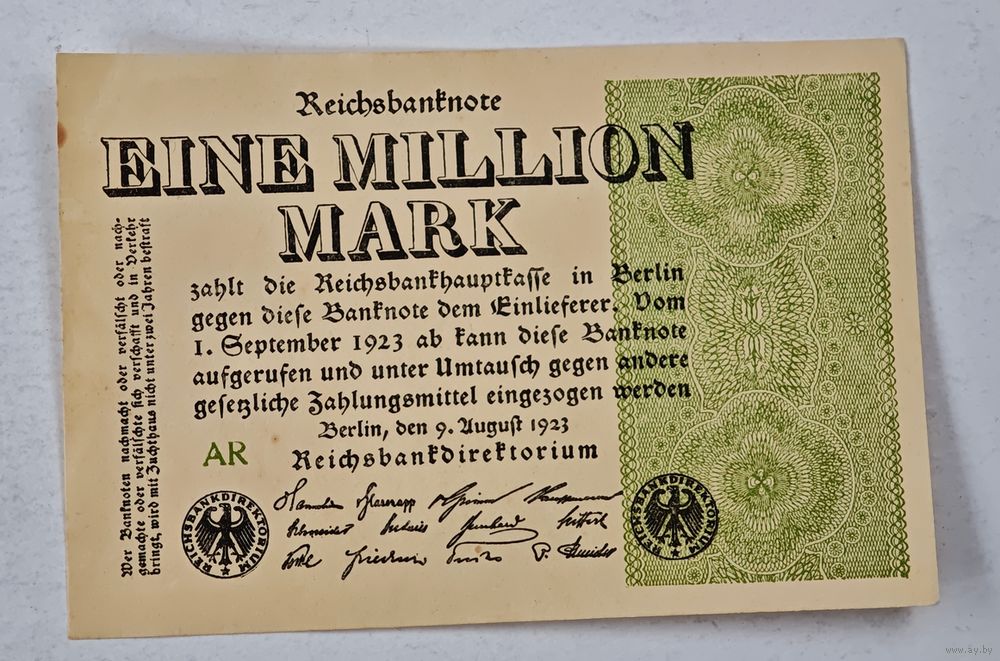 Reichsbanknote
EINE MILLION
MARK
zahlt die Reichsbankhauptkasse in Berlin
gegen diese Banknote dem Einlieferer. Vom
1. September 1923 ab kann diese Banknote
aufgerufen und unter Umtausch gegen andere
gesetzliche Zahlungsmittel eingezogen werden
Berlin, den 9. August 1923
Reichsbankdirektorium
AR
Wer Banknoten nachmacht oder verfälscht oder nach-
gemachte oder verfälschte sich verschafft und in Verkehr
bringt, wird mit Zuchthaus nicht unter zwei Jahren bestraft
REICHSBANKDIREKTORIUM
REICHSBANKDIREKTORIUM
www.ay.by